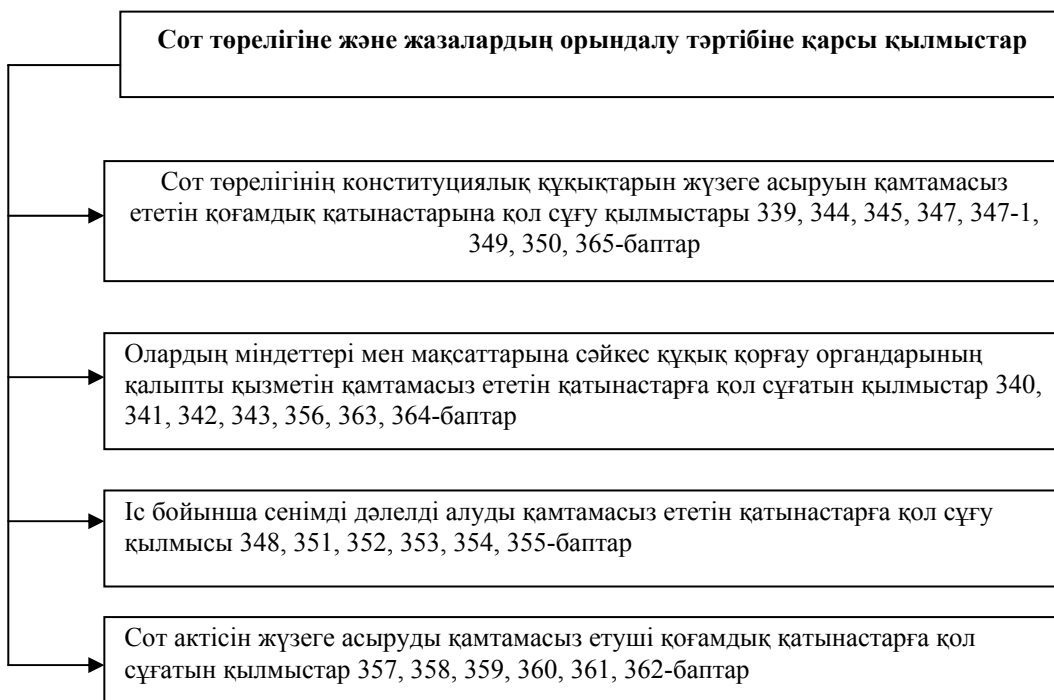 Сот төрелігіне және жазалардың орындалу тәртібіне қарсы қылмыстар
Сот төрелігінің конституциялық құқықтарын жүзеге асыруын қамтамасыз
ететін қоғамдық қатынастарына қол сұғу қылмыстары 339, 344, 345, 347, 347-1,
349, 350, 365-баптар
Олардың міндеттері мен мақсаттарына сәйкес құқық қорғау органдарының
қалыпты қызметін қамтамасыз ететін қатынастарға қол сұғатын қылмыстар 340,
341, 342, 343, 356, 363, 364-баптар
Іс бойынша сенімді дәлелді алуды қамтамасыз ететін қатынастарға қол сұғу
қылмысы 348, 351, 352, 353, 354, 355-баптар
Сот актісін жүзеге асыруды қамтамасыз етуші қоғамдық қатынастарға қол
сұғатын қылмыстар 357, 358, 359, 360, 361, 362-баптар